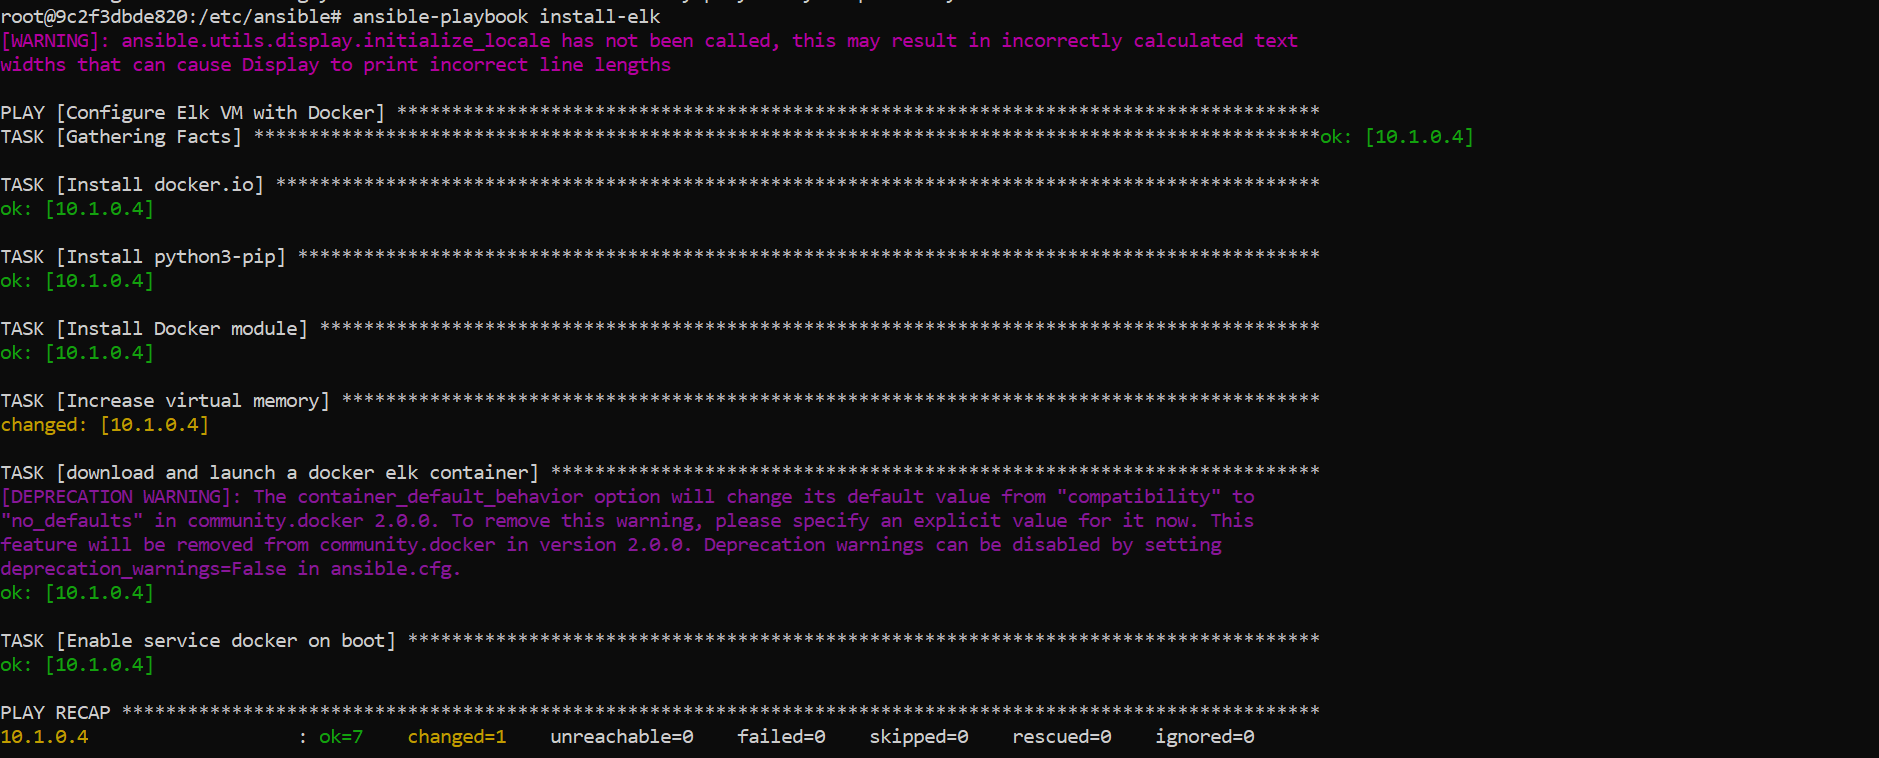 root@9c2f3dbde820:/etc/ansible# ansible-playbook install-elk
[WARNING]: ansible.utils.display.initialize_locale has not been called, this may result in incorrectly calculated text
widths that can cause Display to print incorrect line lengths
PLAY [Configure Elk VM with Docker] ************************************************************************************
TASK [Gathering Facts] *************************************************************************************************ok: [10.1.0.4]
TASK [Install docker.io] ***********************************************************************************************
ok: [10.1.0.4]
TASK [Install python3-pip] *********************************************************************************************
ok: [10.1.0.4]
TASK [Install Docker module] *******************************************************************************************
ok: [10.1.0.4]
TASK [Increase virtual memory] *****************************************************************************************
changed: [10.1.0.4]
TASK [download and launch a docker elk container] **********************************************************************
[DEPRECATION WARNING]: The container_default_behavior option will change its default value from "compatibility" to
"no_defaults" in community.docker 2.0.0. To remove this warning, please specify an explicit value for it now. This
feature will be removed from community.docker in version 2.0.0. Deprecation warnings can be disabled by setting
deprecation_warnings=False in ansible.cfg.
ok: [10.1.0.4]
TASK [Enable service docker on boot] ***********************************************************************************
ok: [10.1.0.4]
PLAY RECAP *************************************************************************************************************
10.1.0.4                   : ok=7    changed=1    unreachable=0    failed=0    skipped=0    rescued=0    ignored=0